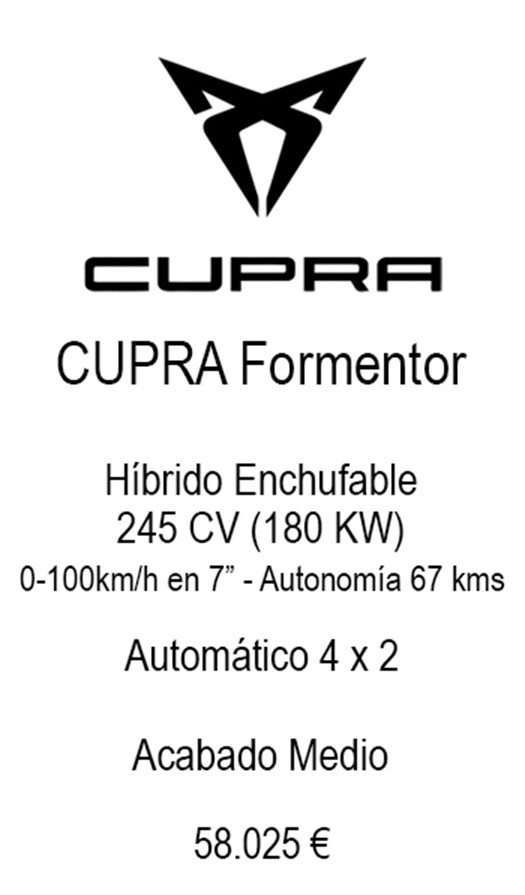 CUPRA
CUPRA Formentor
Híbrido Enchufable
245 CV (180 KW)
0-100km/h en 7” - Autonomía 67 kms
Automático 4 x 2
Acabado Medio
58.025 €